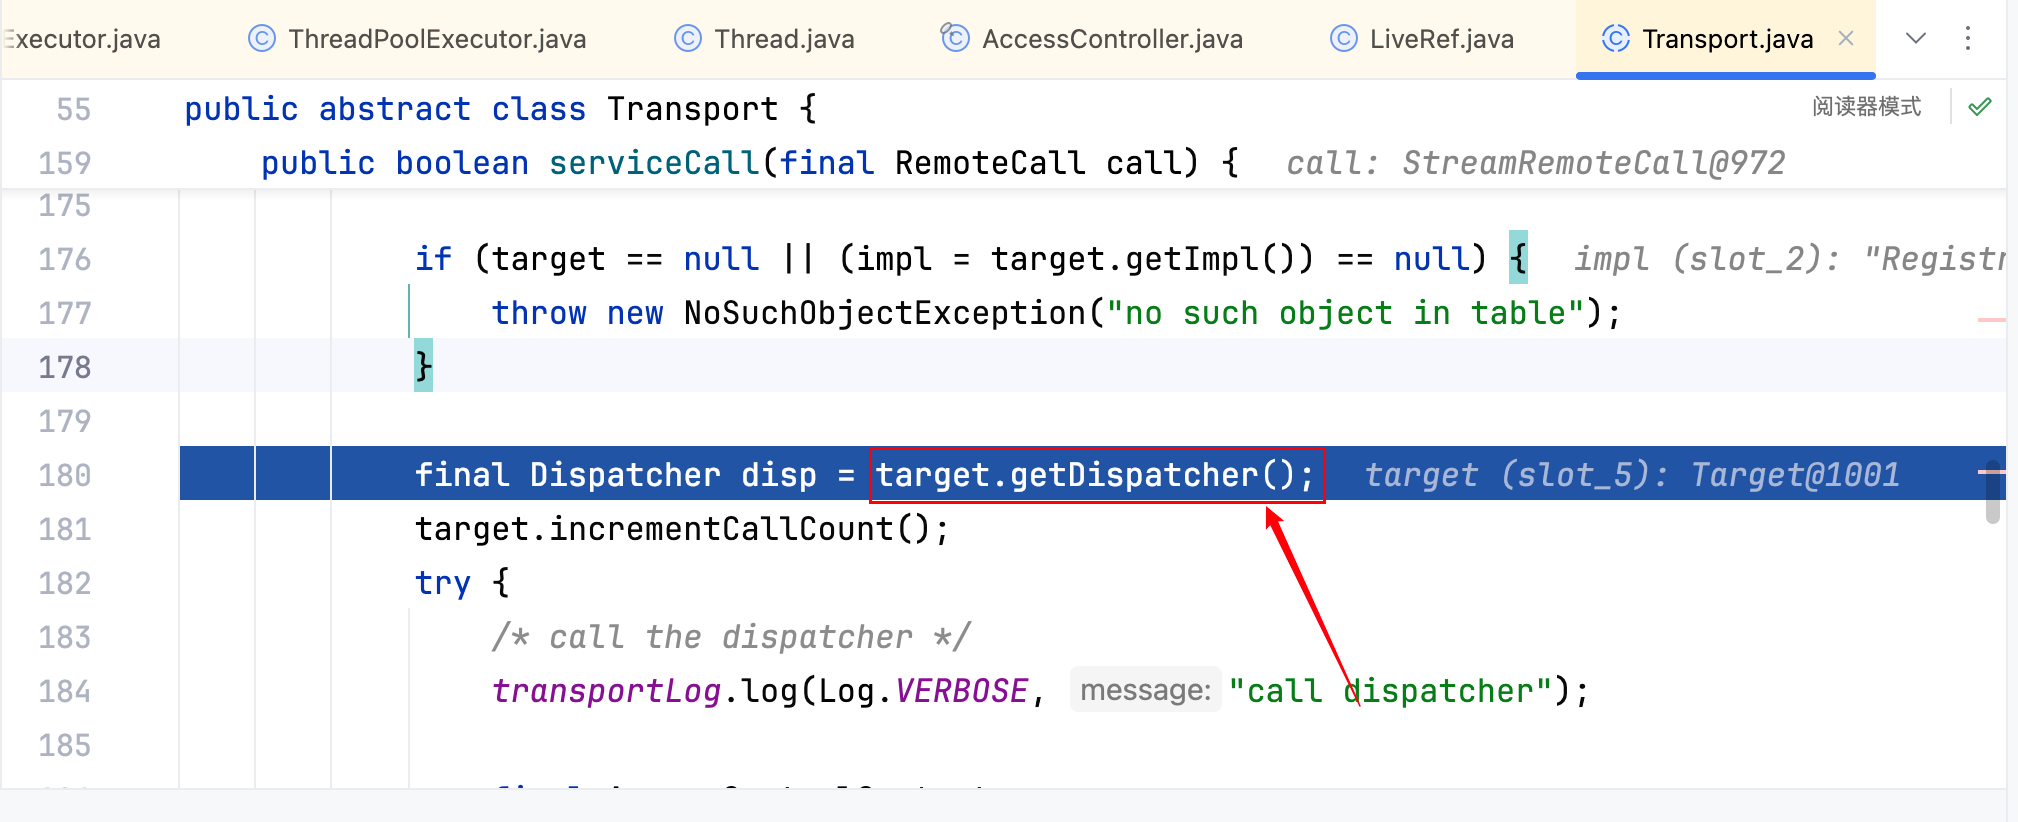 Executor.java ThreadPoolExecutor.java Thread.java AccessController.java LiveRef.java Transport.java
55 public abstract class Transport { 阅读器模式
159 public boolean serviceCall(final RemoteCall call) { call: StreamRemoteCall@972
175
176 if (target == null || (impl = target.getImpl()) == null) { impl (slot_2): "Registr
177 throw new NoSuchObjectException("no such object in table");
178 }
179
180 final Dispatcher disp = target.getDispatcher(); target (slot_5): Target@1001
181 target.incrementCallCount();
182 try {
183 /* call the dispatcher */
184 transportLog.log(Log.VERBOSE, message: "call dispatcher");
185